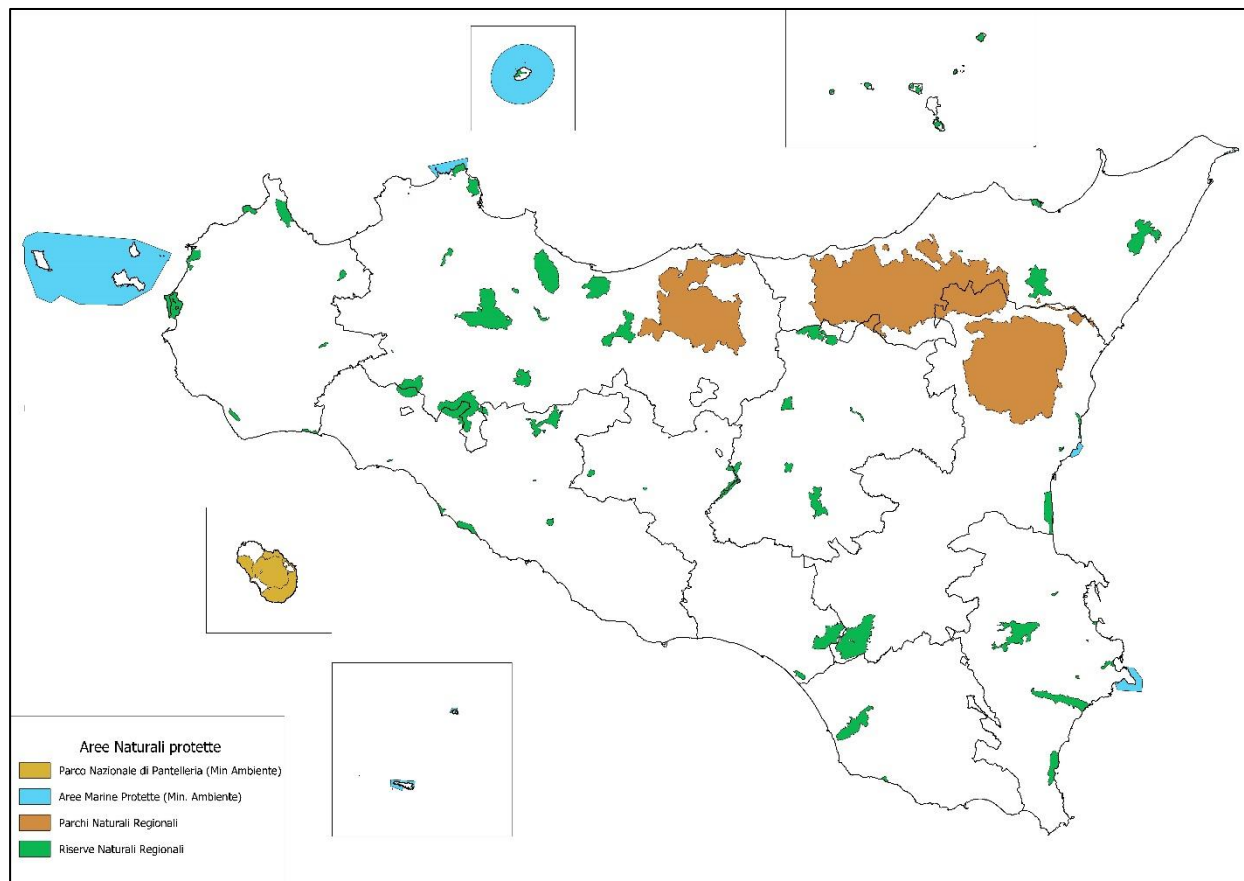 Aree Naturali protette
Parco Nazionale di Pantelleria (Min Ambiente)
Aree Marine Protette (Min. Ambiente)
Parchi Naturali Regionali
Riserve Naturali Regionali